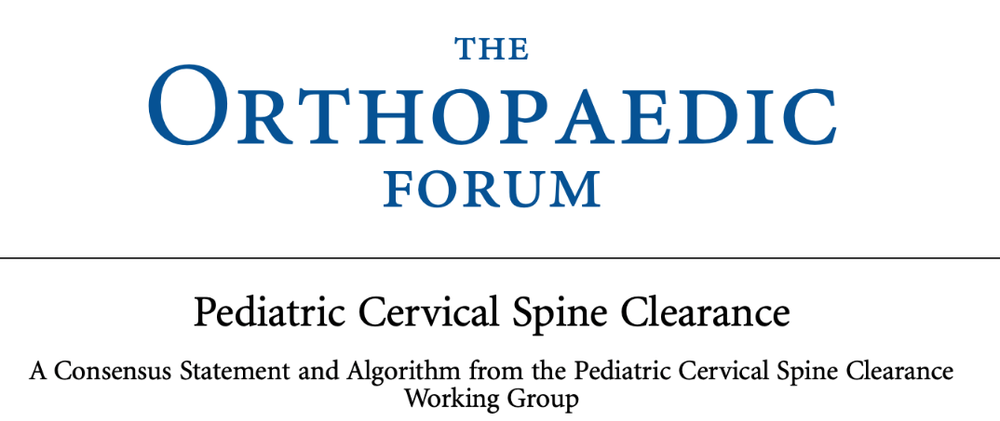 THE
ORTHOPAEDIC
FORUM
Pediatric Cervical Spine Clearance
A Consensus Statement and Algorithm from the Pediatric Cervical Spine Clearance
Working Group